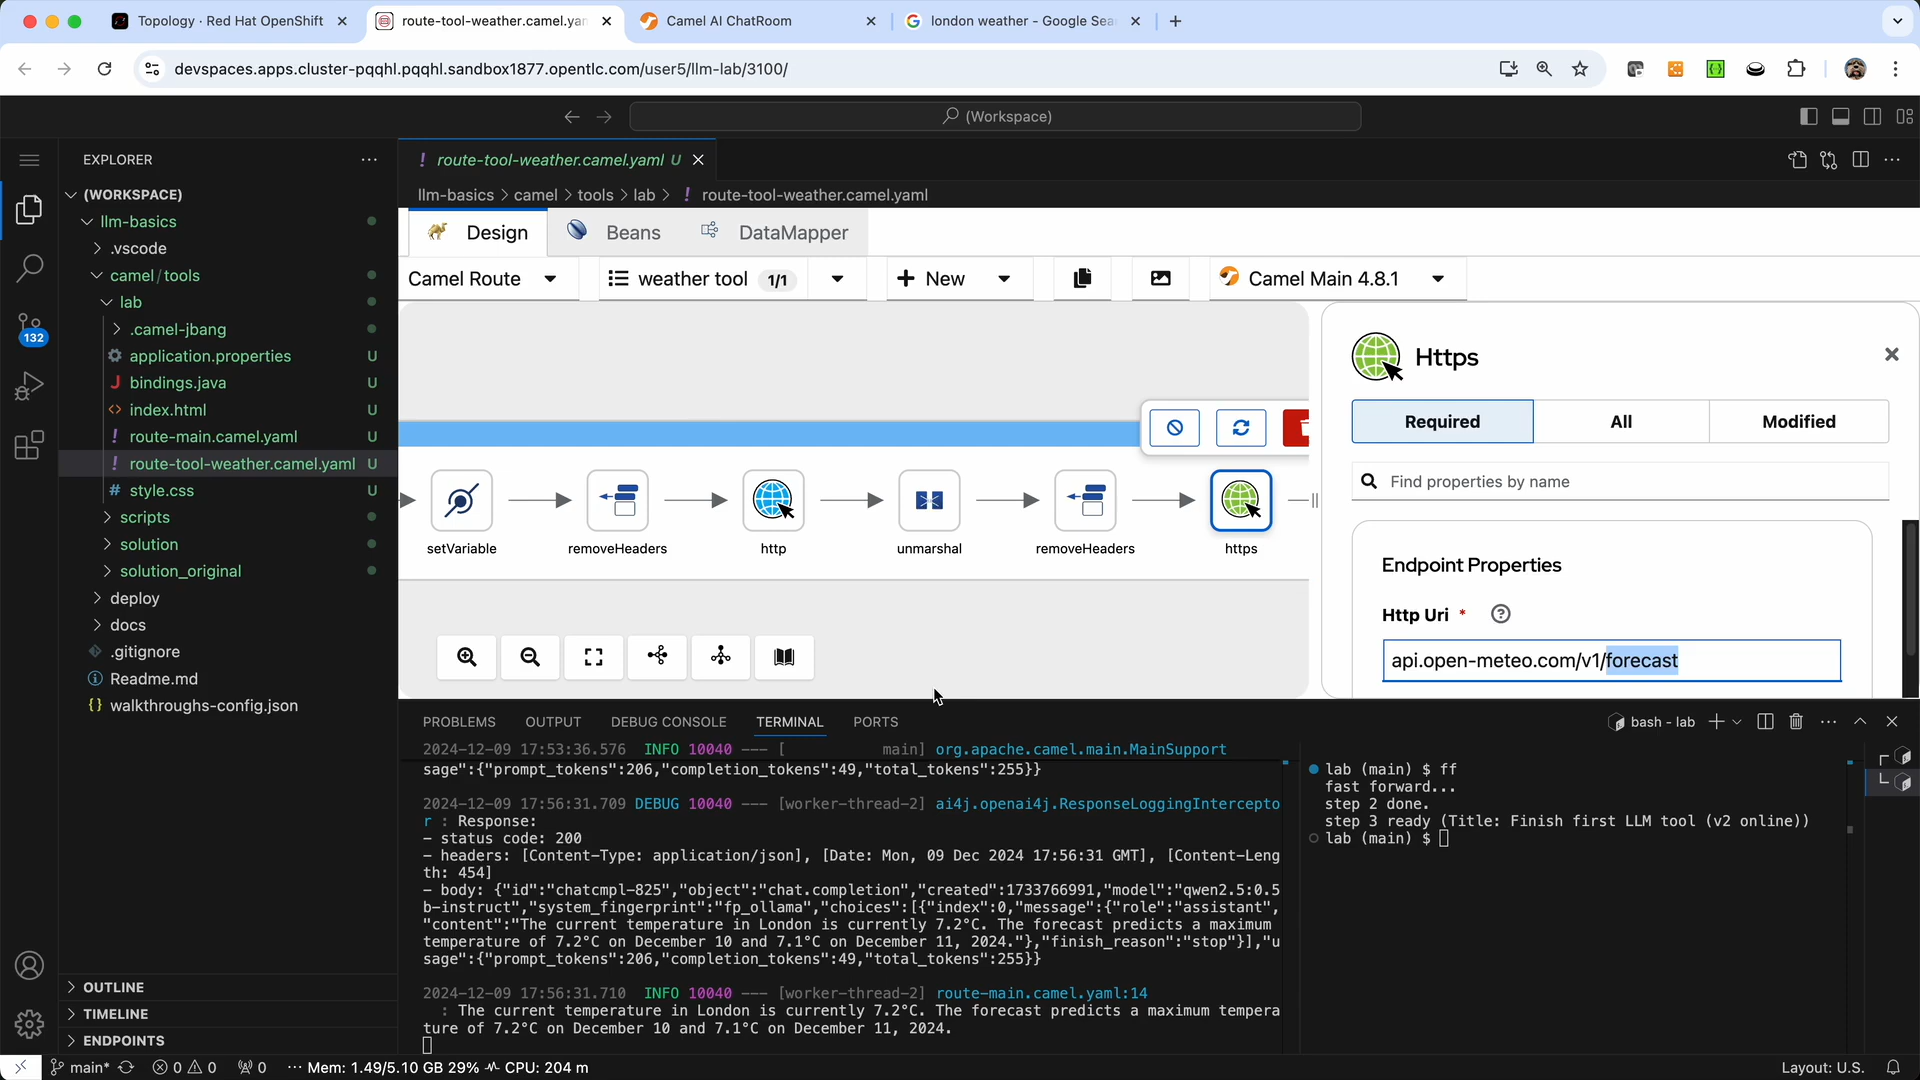 Topology · Red Hat OpenShift
route-tool-weather.camel.yan
Camel AI ChatRoom
london weather - Google Sea
devspaces.apps.cluster-pqqhl.pqqhl.sandbox1877.opentlc.com/user5/llm-lab/3100/
(Workspace)
EXPLORER
(WORKSPACE)
llm-basics
.vscode
camel/tools
lab
.camel-jbang
application.properties U
J bindings.java U
<> index.html U
! route-main.camel.yaml U
! route-tool-weather.camel.yaml U
# style.css U
scripts
solution
solution_original
deploy
docs
.gitignore
Readme.md
{} walkthroughs-config.json
OUTLINE
TIMELINE
ENDPOINTS
132
! route-tool-weather.camel.yaml U
llm-basics > camel > tools > lab > ! route-tool-weather.camel.yaml
Design
Beans
DataMapper
Camel Route
weather tool 1/1
New
Camel Main 4.8.1
setVariable
removeHeaders
http
unmarshal
removeHeaders
https
Https
Required
All
Modified
Find properties by name
Endpoint Properties
Http Uri *
api.open-meteo.com/v1/forecast
PROBLEMS
OUTPUT
DEBUG CONSOLE
TERMINAL
PORTS
bash - lab
2024-12-09 17:53:36.576 INFO 10040 --- [ main] org.apache.camel.main.MainSupport
sage":{"prompt_tokens":206,"completion_tokens":49,"total_tokens":255}}
2024-12-09 17:56:31.709 DEBUG 10040 --- [worker-thread-2] ai4j.openai4j.ResponseLoggingIntercepto
r : Response:
- status code: 200
- headers: [Content-Type: application/json], [Date: Mon, 09 Dec 2024 17:56:31 GMT], [Content-Leng
th: 454]
- body: {"id":"chatcmpl-825","object":"chat.completion","created":1733766991,"model":"qwen2.5:0.5
b-instruct","system_fingerprint":"fp_ollama","choices":[{"index":0,"message":{"role":"assistant",
"content":"The current temperature in London is currently 7.2°C. The forecast predicts a maximum
temperature of 7.2°C on December 10 and 7.1°C on December 11, 2024."},"finish_reason":"stop"}],"u
sage":{"prompt_tokens":206,"completion_tokens":49,"total_tokens":255}}
2024-12-09 17:56:31.710 INFO 10040 --- [worker-thread-2] route-main.camel.yaml:14
: The current temperature in London is currently 7.2°C. The forecast predicts a maximum tempera
ture of 7.2°C on December 10 and 7.1°C on December 11, 2024.
lab (main) $ ff
fast forward...
step 2 done.
step 3 ready (Title: Finish first LLM tool (v2 online))
lab (main) $
main* 0 0 0 ··· Mem: 1.49/5.10 GB 29% CPU: 204 m
Layout: U.S.